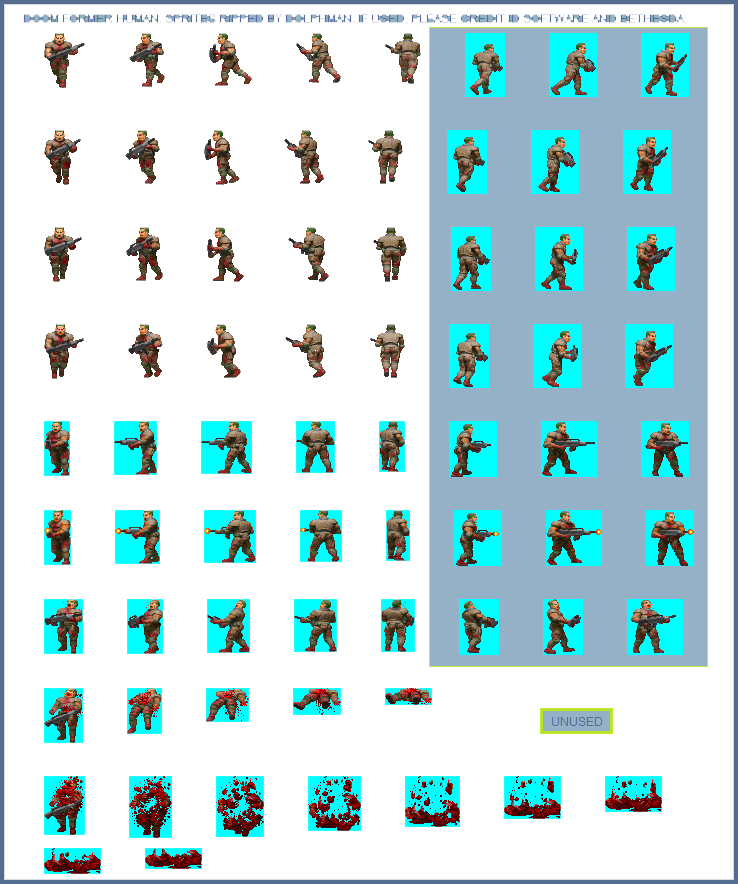 DOOM FORMER HUMAN. SPRITES RIPPED BY DOLPHMAN. IF USED, PLEASE CREDIT ID SOFTWARE AND BETHESDA.
UNUSED